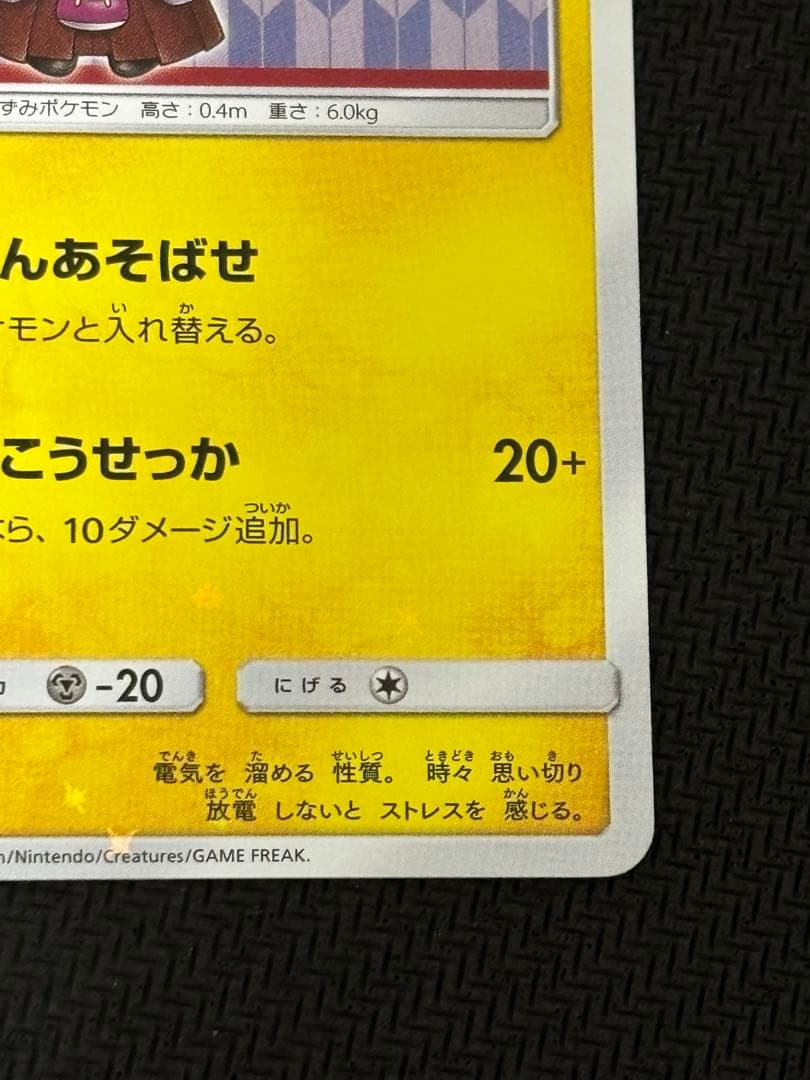 ずみポケモン 高さ:0.4m 重さ:6.0kg
んあそばせ
ケモンと入れ替える。
こうせっか 20+
なら、10ダメージ追加。
力 −20 にげる
電気を 溜める 性質。 時々 思い切り
放電 しないと ストレスを 感じる。
n/Nintendo/Creatures/GAME FREAK.